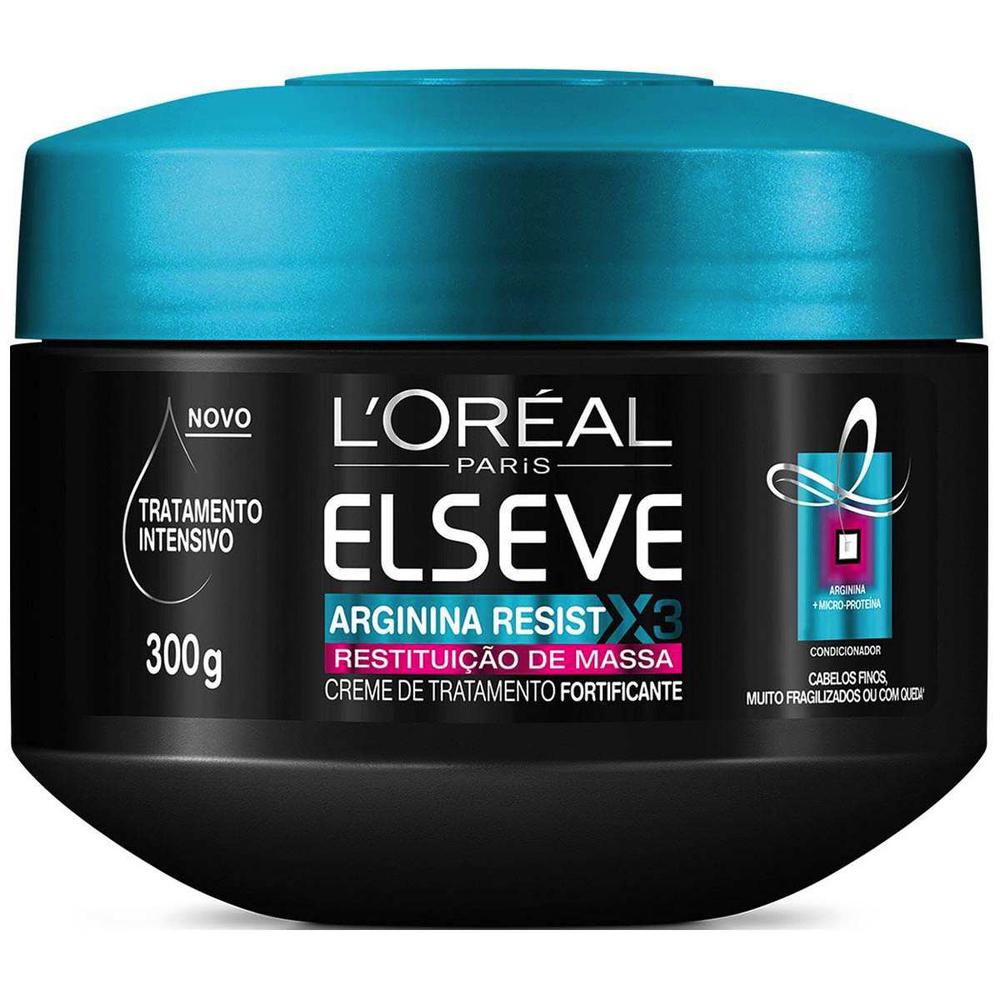 NOVO
TRATAMENTO
INTENSIVO
300g
L'ORÉAL
PARiS
ELSEVE
ARGININA RESIST X3
RESTITUIÇÃO DE MASSA
CREME DE TRATAMENTO FORTIFICANTE
ARGININA
+ MICRO-PROTEÍNA
CONDICIONADOR
CABELOS FINOS,
MUITO FRAGILIZADOS OU COM QUEDA*